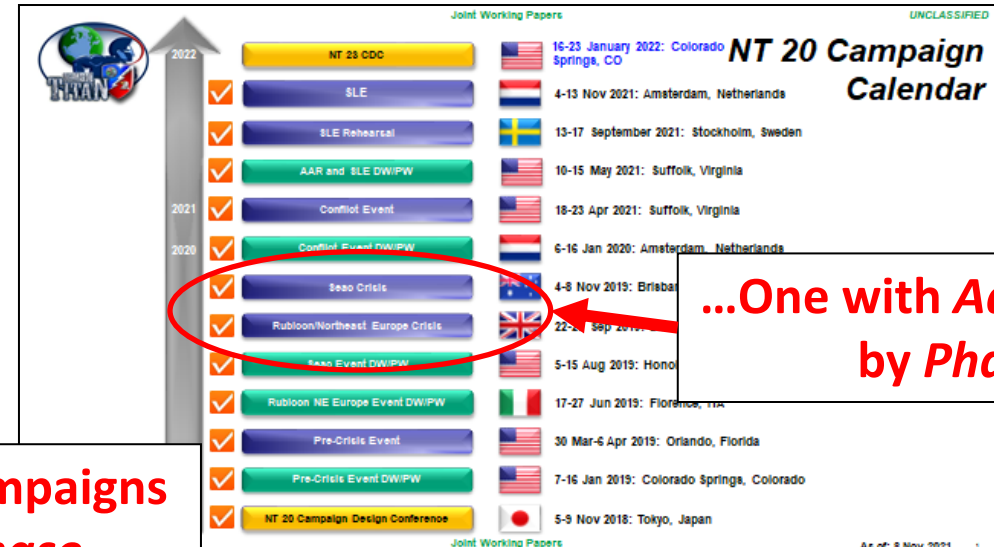 Joint Working Papers
UNCLASSIFIED
NT 20 Campaign
Calendar
TITAN
2022
NT 23 CDC
16-23 January 2022: Colorado
Springs, CO
SLE
4-13 Nov 2021: Amsterdam, Netherlands
SLE Rehearsal
13-17 September 2021: Stockholm, Sweden
AAR and SLE DW/PW
10-15 May 2021: Suffolk, Virginia
2021
Conflict Event
18-23 Apr 2021: Suffolk, Virginia
2020
Conflict Event DW/PW
6-16 Jan 2020: Amsterdam, Netherlands
Seao Crisis
4-8 Nov 2019:
Rubicon/Northeast Europe Crisis
Sep 2019:
Seao Event DW/PW
5-15 Aug 2019:
Rubicon NE Europe Event DW/PW
17-27 Jun 2019: Florence, ITA
Pre-Crisis Event
30 Mar-6 Apr 2019: Orlando, Florida
Pre-Crisis Event DW/PW
7-16 Jan 2019: Colorado Springs, Colorado
NT 20 Campaign Design Conference
5-9 Nov 2018: Tokyo, Japan
...One with
by
Joint Working Papers
As of: 8 Nov 2021